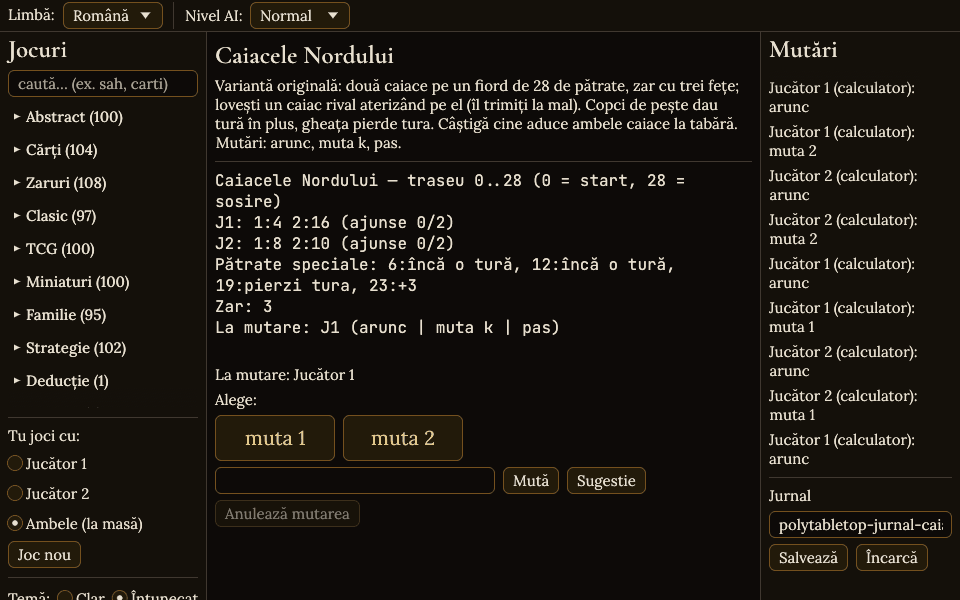 Limbă: Română ▼ Nivel AI: Normal ▼
Jocuri
caută... (ex. sah, carti)
▸ Abstract (100)
▸ Cărți (104)
▸ Zaruri (108)
▸ Clasic (97)
▸ TCG (100)
▸ Miniaturi (100)
▸ Familie (95)
▸ Strategie (102)
▸ Deducție (1)
Tu joci cu:
Jucător 1
Jucător 2
Ambele (la masă)
Joc nou
Temă: Clar Întunecat
Caiacele Nordului
Variantă originală: două caiace pe un fiord de 28 de pătrate, zar cu trei fețe;
lovești un caiac rival aterizând pe el (îl trimiți la mal). Copci de pește dau
tură în plus, gheața pierde tura. Câștigă cine aduce ambele caiace la tabără.
Mutări: arunc, muta k, pas.
Caiacele Nordului — traseu 0..28 (0 = start, 28 =
sosire)
J1: 1:4 2:16 (ajunse 0/2)
J2: 1:8 2:10 (ajunse 0/2)
Pătrate speciale: 6:încă o tură, 12:încă o tură,
19:pierzi tura, 23:+3
Zar: 3
La mutare: J1 (arunc | muta k | pas)
La mutare: Jucător 1
Alege:
muta 1 muta 2
Mută Sugestie
Anulează mutarea
Mutări
Jucător 1 (calculator):
arunc
Jucător 1 (calculator):
muta 2
Jucător 2 (calculator):
arunc
Jucător 2 (calculator):
muta 2
Jucător 1 (calculator):
arunc
Jucător 1 (calculator):
muta 1
Jucător 2 (calculator):
arunc
Jucător 2 (calculator):
muta 1
Jucător 1 (calculator):
arunc
Jurnal
polytabletop-jurnal-cai
Salvează Încarcă